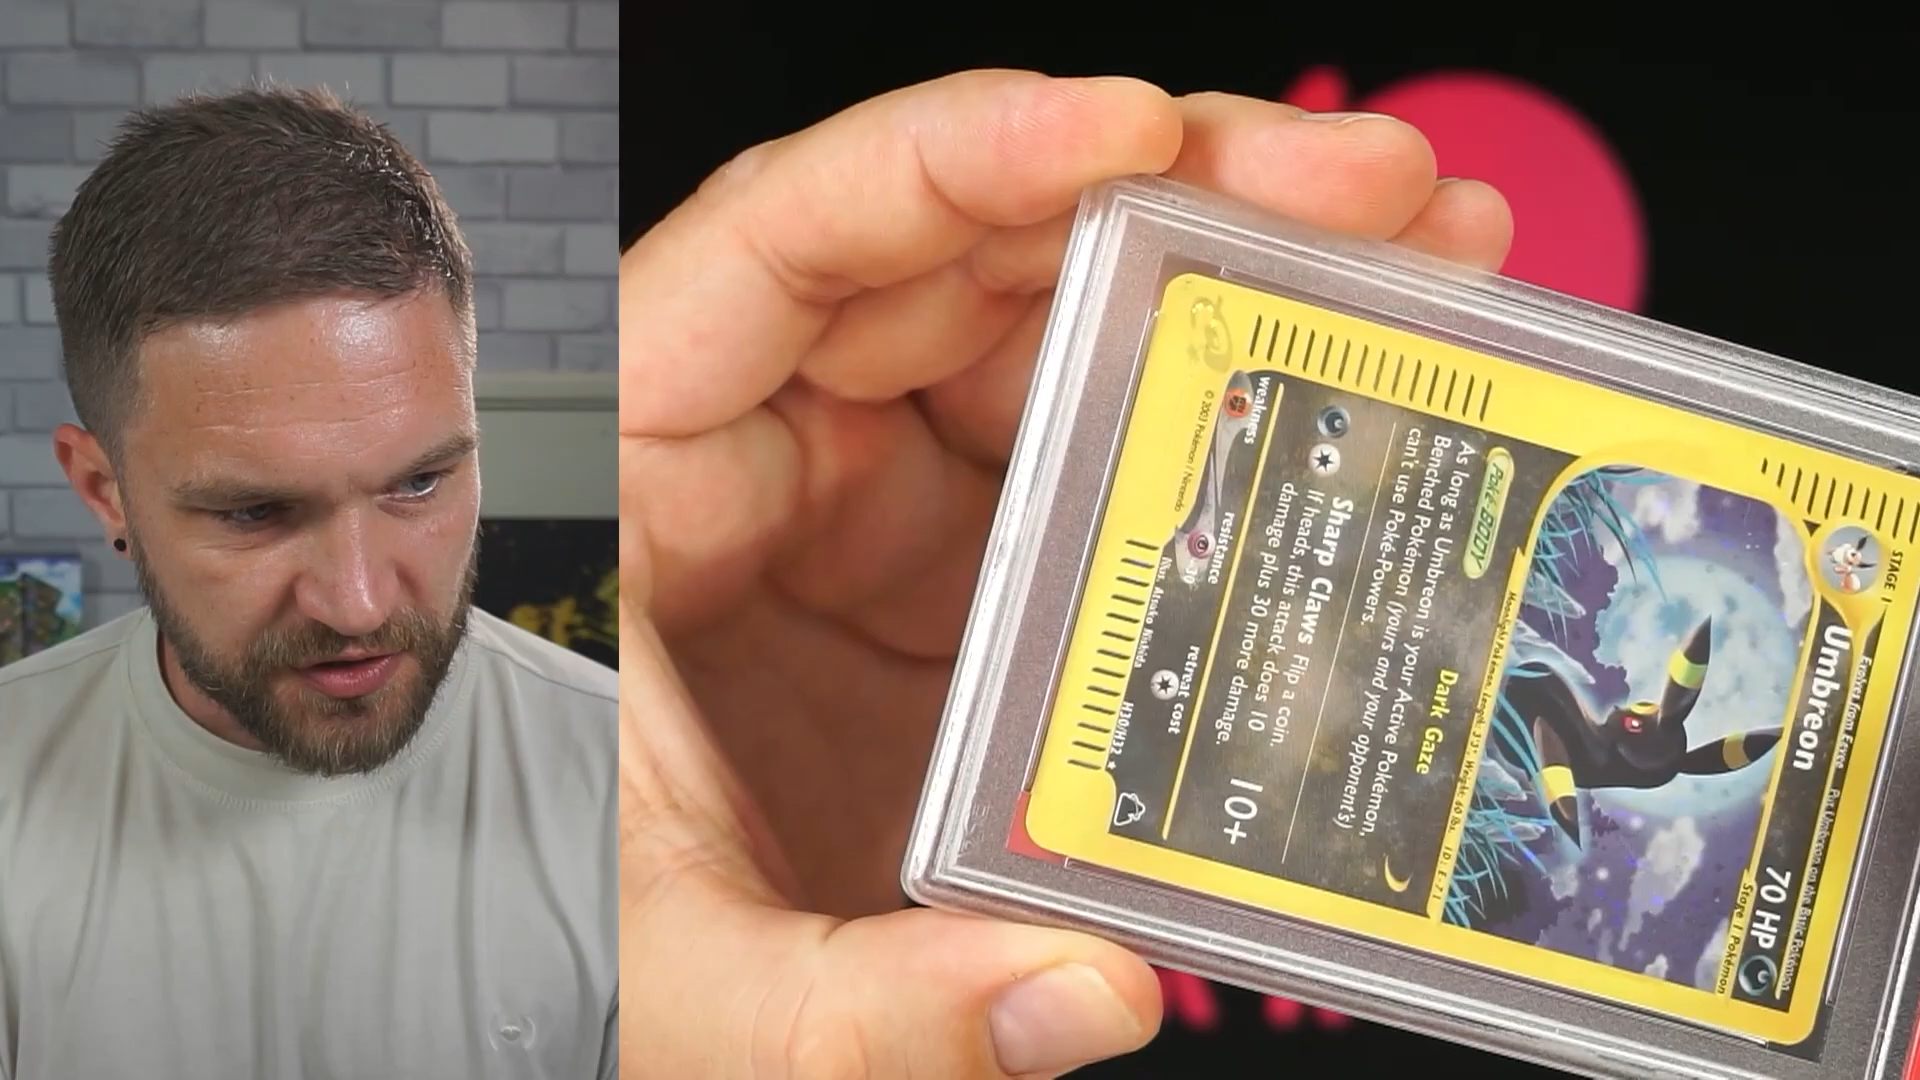 STAGE 1
Evolves from Eevee
Put Umbreon on the Basic Pokémon
Umbreon
70 HP
Stage 1 Pokémon
Moonlight Pokémon. Length: 3'3", Weight: 60 lbs. ID: E-71
Poké-BODY
Dark Gaze
As long as Umbreon is your Active Pokémon,
Benched Pokémon (yours and your opponent's)
can't use Poké-Powers.
Sharp Claws Flip a coin.
If heads, this attack does 10
damage plus 30 more damage.
10+
weakness
resistance
-30
retreat cost
Illus. Atsuko Nishida
H30/H32 ★
© 2003 Pokémon / Nintendo